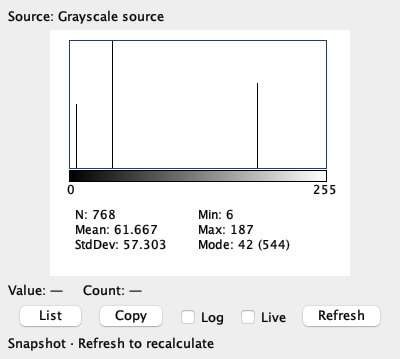 Source: Grayscale source
0 255
N: 768 Min: 6
Mean: 61.667 Max: 187
StdDev: 57.303 Mode: 42 (544)
Value: — Count: —
List Copy Log Live Refresh
Snapshot · Refresh to recalculate